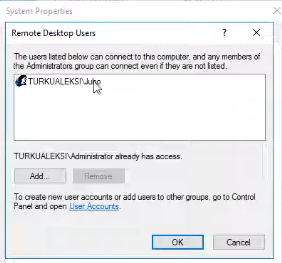 System Properties
Remote Desktop Users
The users listed below can connect to this computer, and any members of
the Administrators group can connect even if they are not listed.
TURKUALEKSI\Juno
TURKUALEKSI\Administrator already has access.
Add...
Remove
To create new user accounts or add users to other groups, go to Control
Panel and open User Accounts.
OK
Cancel